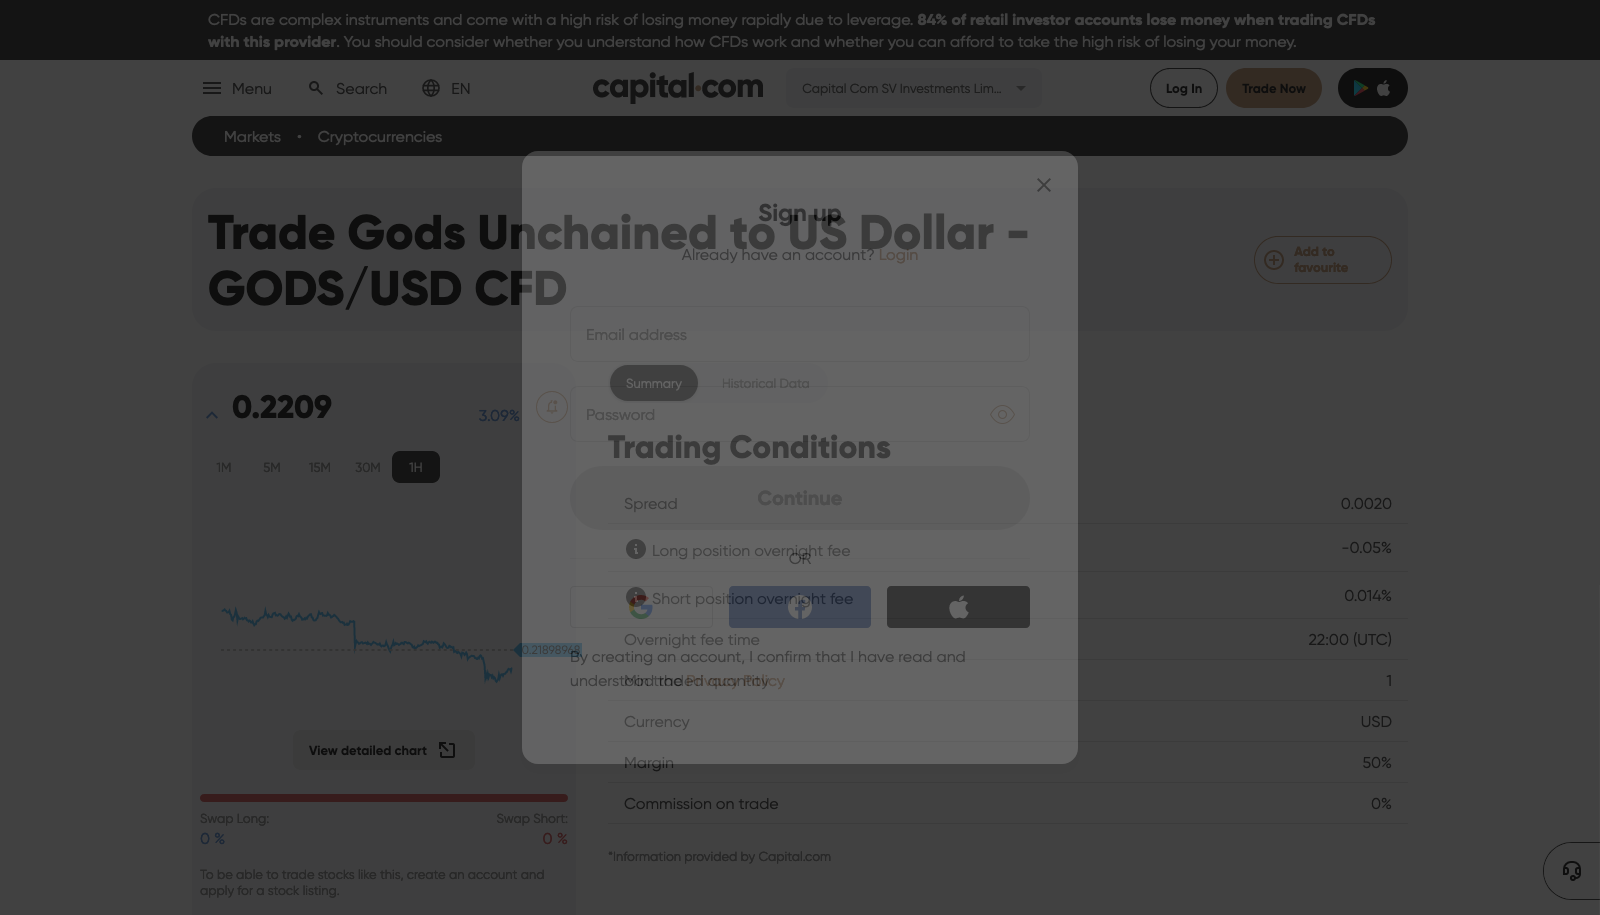 CFDs are complex instruments and come with a high risk of losing money rapidly due to leverage. 84% of retail investor accounts lose money when trading CFDs
with this provider. You should consider whether you understand how CFDs work and whether you can afford to take the high risk of losing your money.
Menu
Search
EN
capital.com
Capital Com SV Investments Lim...
Log In
Trade Now
Markets • Cryptocurrencies
Sign up
Already have an account? Login
Email address
Password
Continue
OR
By creating an account, I confirm that I have read and
understood the Privacy Policy
Trade Gods Unchained to US Dollar -
GODS/USD CFD
Add to
favourite
0.2209
3.09%
1M
5M
15M
30M
1H
View detailed chart
Swap Long:
Swap Short:
0 %
0 %
To be able to trade stocks like this, create an account and
apply for a stock listing.
Summary
Historical Data
Trading Conditions
Spread 0.0020
Long position overnight fee -0.05%
Short position overnight fee 0.014%
Overnight fee time 22:00 (UTC)
Min traded quantity 1
Currency USD
Margin 50%
Commission on trade 0%
*Information provided by Capital.com